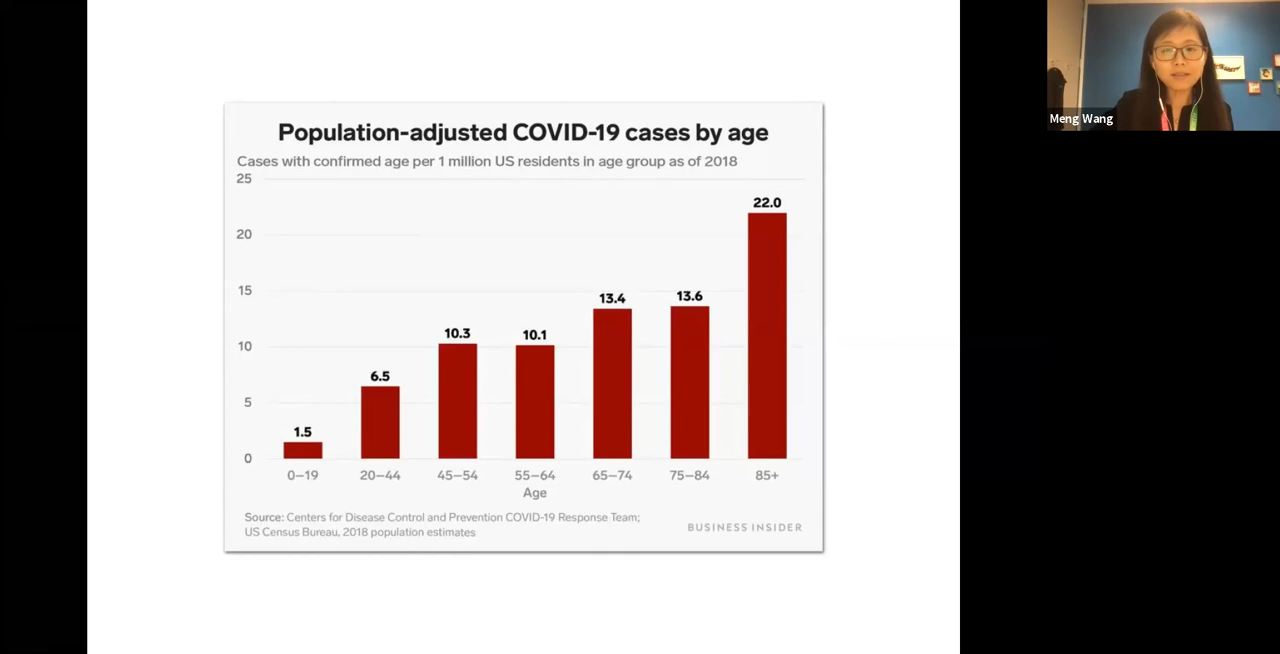 Population-adjusted COVID-19 cases by age
Cases with confirmed age per 1 million US residents in age group as of 2018
25
20
15
10
5
0
1.5
6.5
10.3
10.1
13.4
13.6
22.0
0–19
20–44
45–54
55–64
65–74
75–84
85+
Age
Source: Centers for Disease Control and Prevention COVID-19 Response Team;
US Census Bureau, 2018 population estimates
BUSINESS INSIDER
Meng Wang